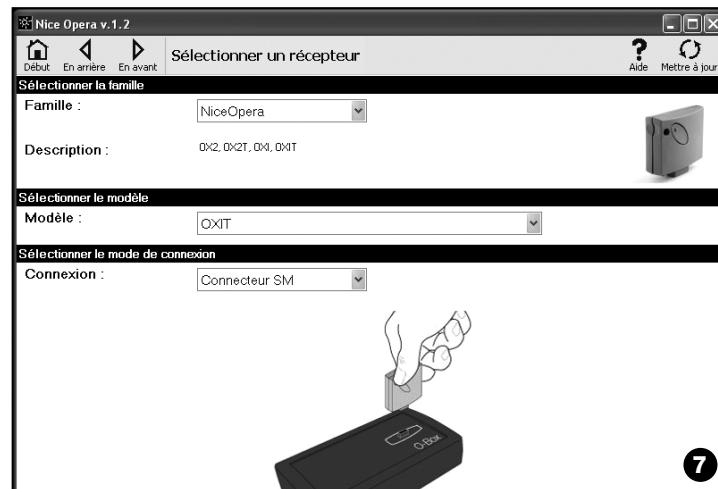 Nice Opera v.1.2
Début En arrière En avant Sélectionner un récepteur Aide Mettre à jour
Sélectionner la famille
Famille : NiceOpera
Description : OX2, OX2T, OXI, OXIT
Sélectionner le modèle
Modèle : OXIT
Sélectionner le mode de connexion
Connexion : Connecteur SM
O-Box
7